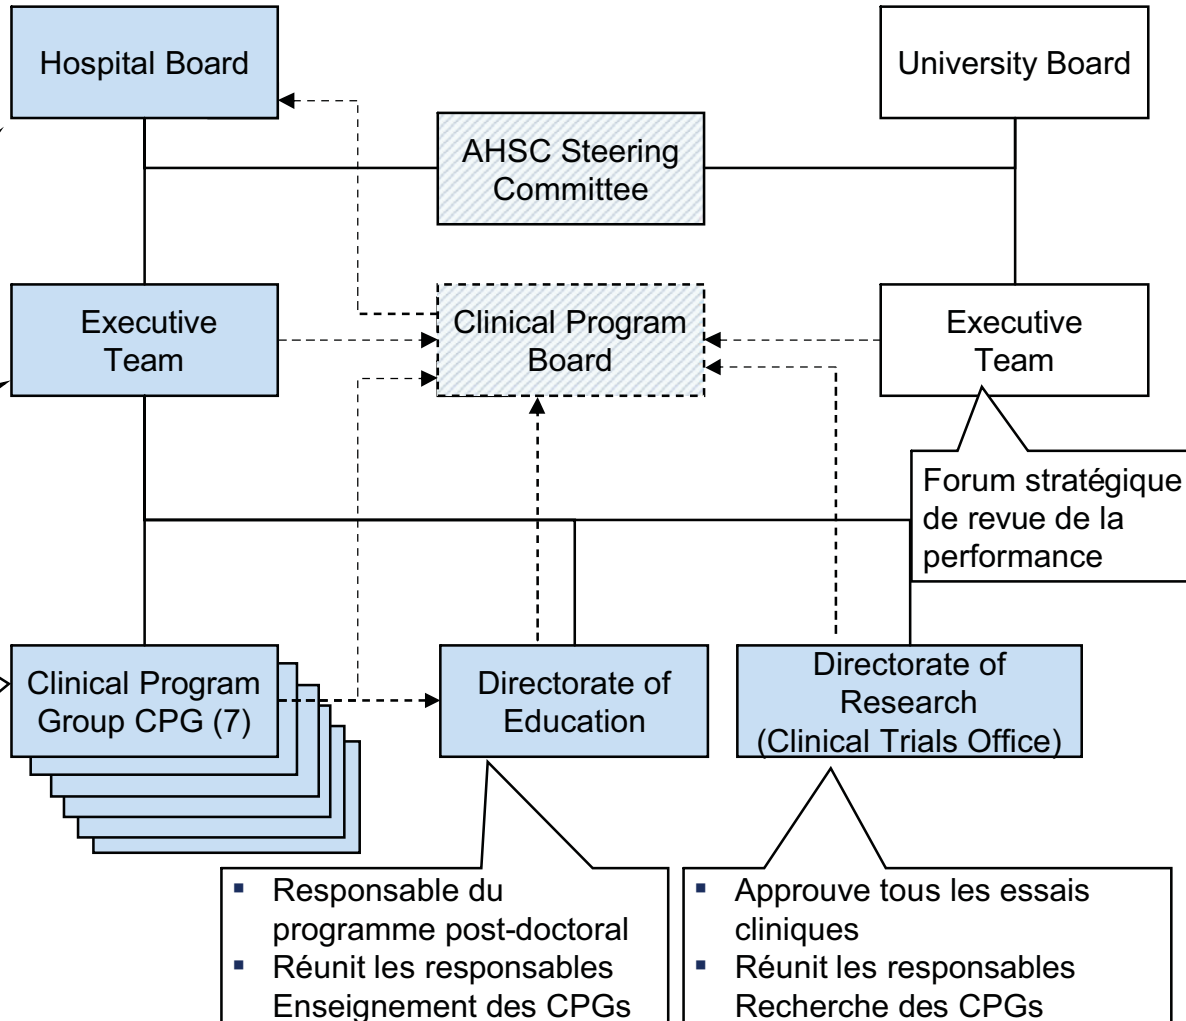 Hospital Board
University Board
AHSC Steering
Committee
Executive
Team
Clinical Program
Board
Executive
Team
Forum stratégique
de revue de la
performance
Clinical Program
Group CPG (7)
Directorate of
Education
Directorate of
Research
(Clinical Trials Office)
▪ Responsable du
programme post-doctoral
▪ Réunit les responsables
Enseignement des CPGs
▪ Approuve tous les essais
cliniques
▪ Réunit les responsables
Recherche des CPGs